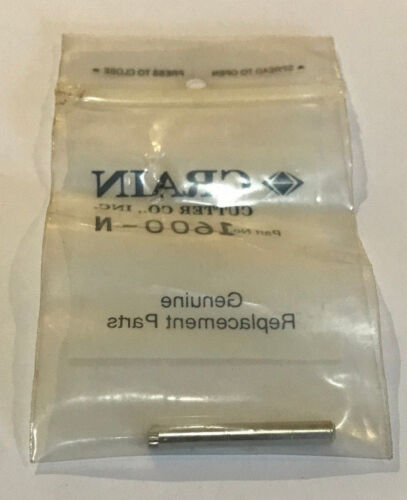 SPREAD TO OPEN PRESS TO CLOSE
CRAIN
CUTTER CO., INC.
Part No. 1600-N
Genuine
Replacement Parts